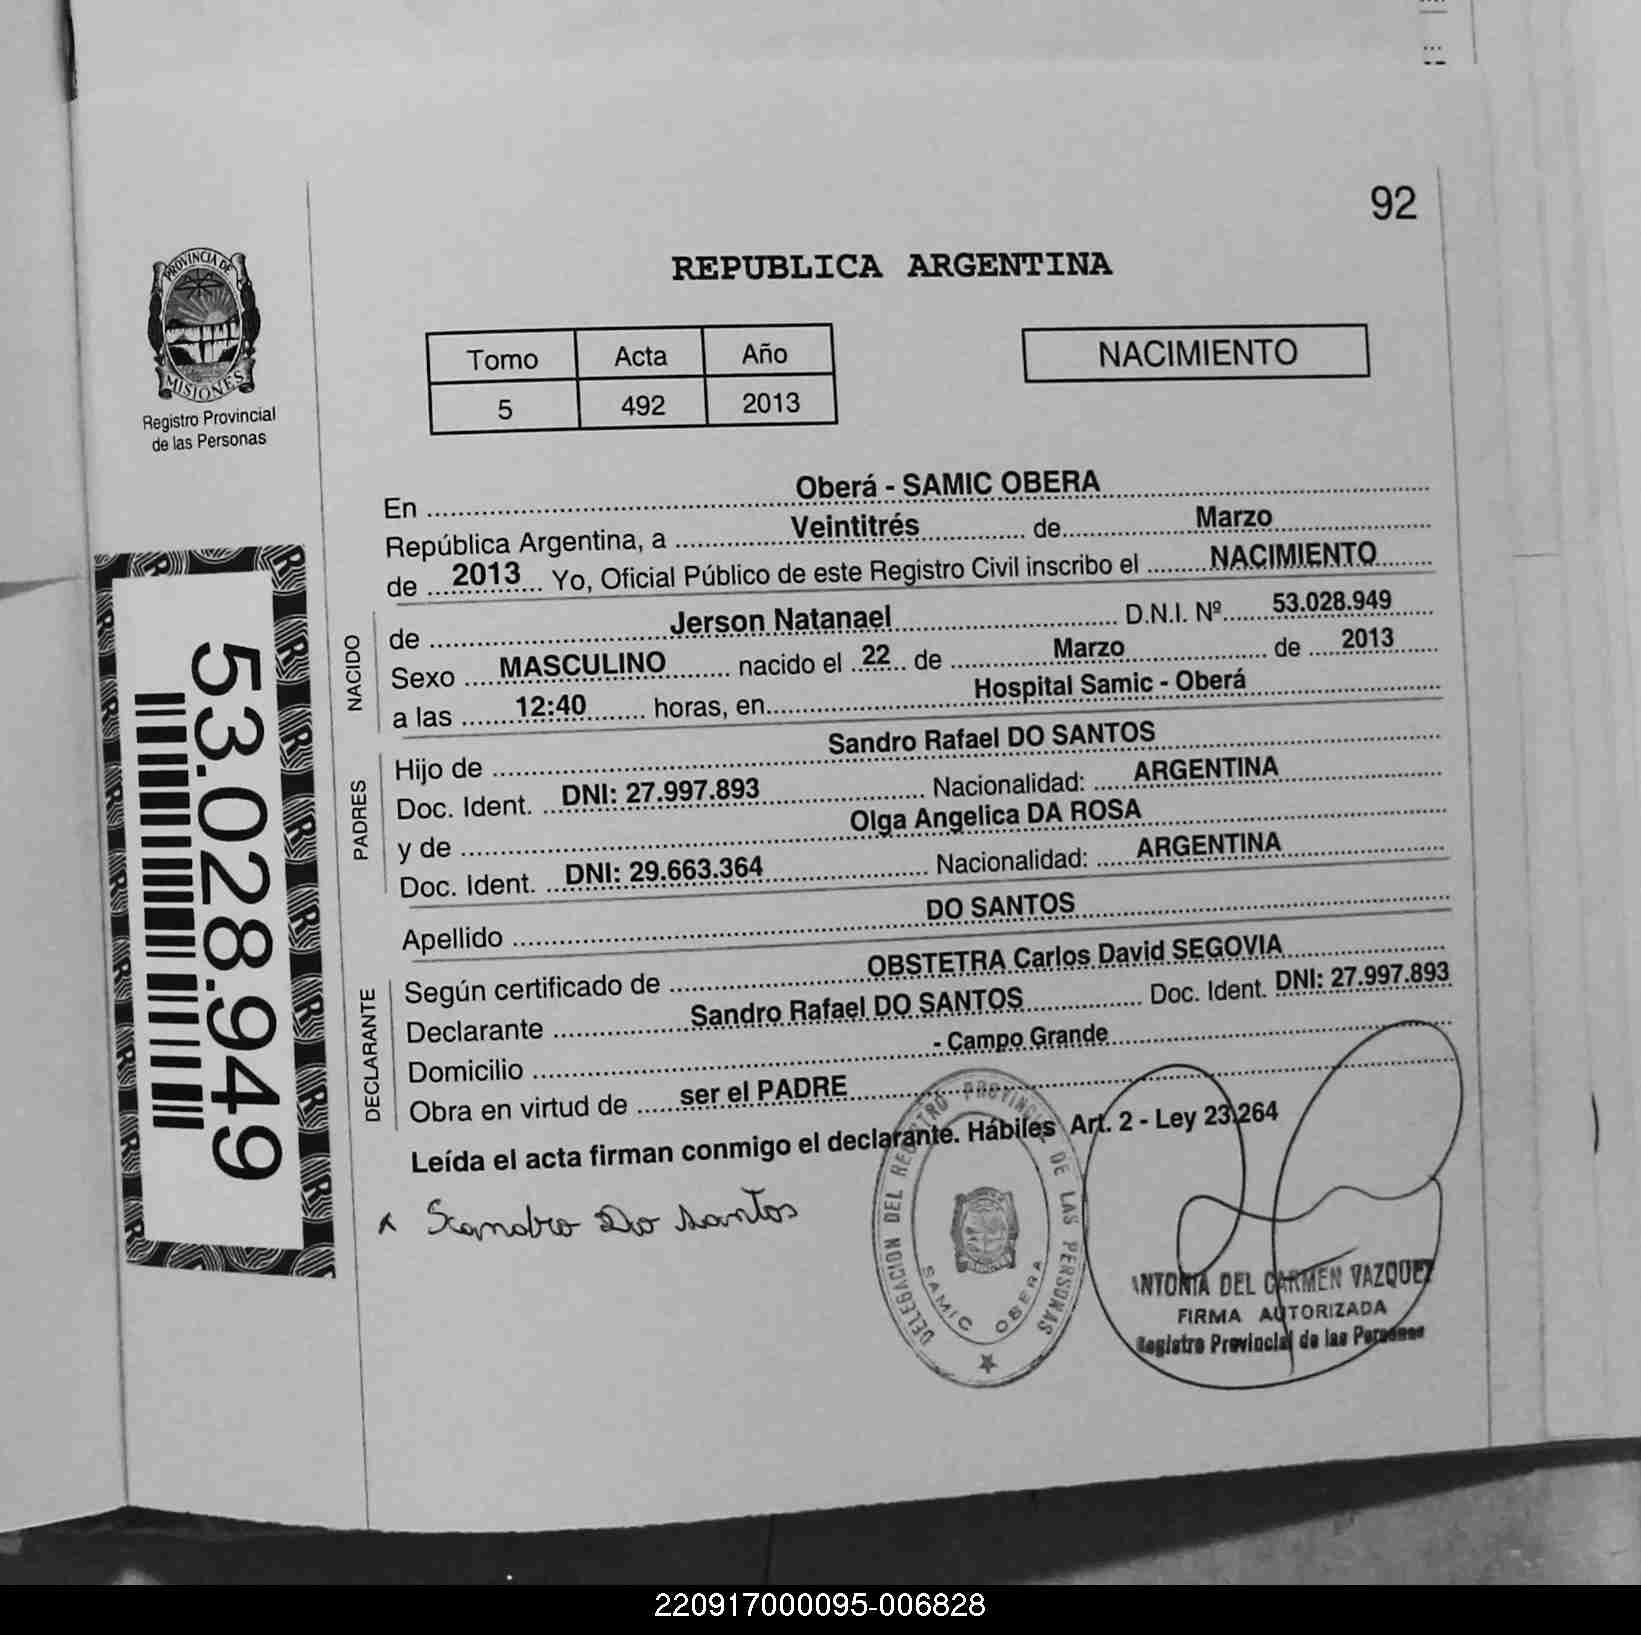 92
REPUBLICA ARGENTINA
PROVINCIA DE
MISIONES
Registro Provincial
de las Personas
Tomo Acta Año
5 492 2013
NACIMIENTO
53.028.949
En Oberá - SAMIC OBERA
República Argentina, a Veintitrés de Marzo
de 2013 Yo, Oficial Público de este Registro Civil inscribo el NACIMIENTO
NACIDO
de Jerson Natanael D.N.I. Nº 53.028.949
Sexo MASCULINO nacido el 22 de Marzo de 2013
a las 12:40 horas, en Hospital Samic - Oberá
PADRES
Hijo de Sandro Rafael DO SANTOS
Doc. Ident. DNI: 27.997.893 Nacionalidad: ARGENTINA
y de Olga Angelica DA ROSA
Doc. Ident. DNI: 29.663.364 Nacionalidad: ARGENTINA
Apellido DO SANTOS
DECLARANTE
Según certificado de OBSTETRA Carlos David SEGOVIA
Declarante Sandro Rafael DO SANTOS Doc. Ident. DNI: 27.997.893
Domicilio - Campo Grande
Obra en virtud de ser el PADRE
Leída el acta firman conmigo el declarante. Hábiles Art. 2 - Ley 23.264
x Sandro Do Santos
DELEGACION DEL REGISTRO PROVINCIAL DE LAS PERSONAS
SAMIC OBERA
ANTONIA DEL CARMEN VAZQUEZ
FIRMA AUTORIZADA
Registro Provincial de las Personas
220917000095-006828